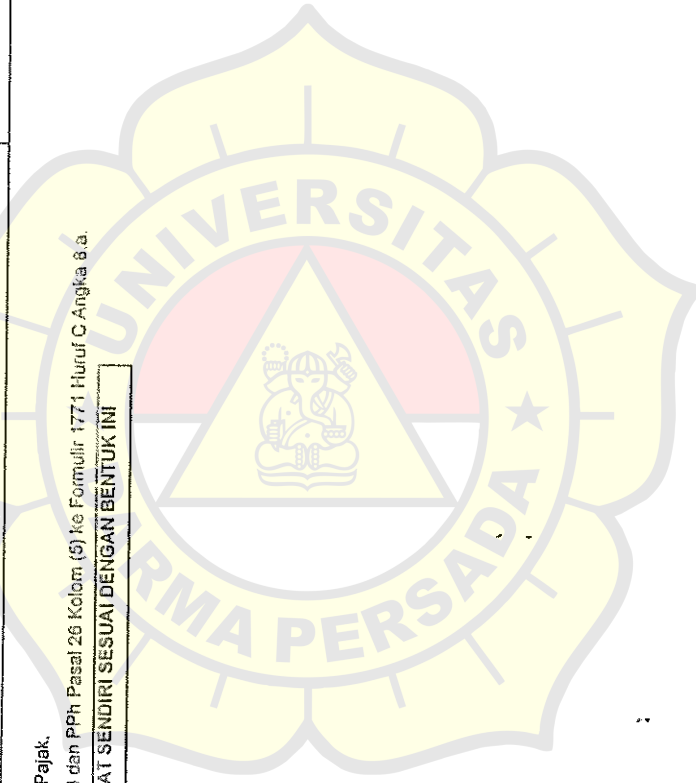 Pajak.
dan PPh Pasal 26 Kolom (5) ke Formulir 1771 Huruf C Angka 8.a.
AT SENDIRI SESUAI DENGAN BENTUK INI
UNIVERSITAS
DARMA PERSADA